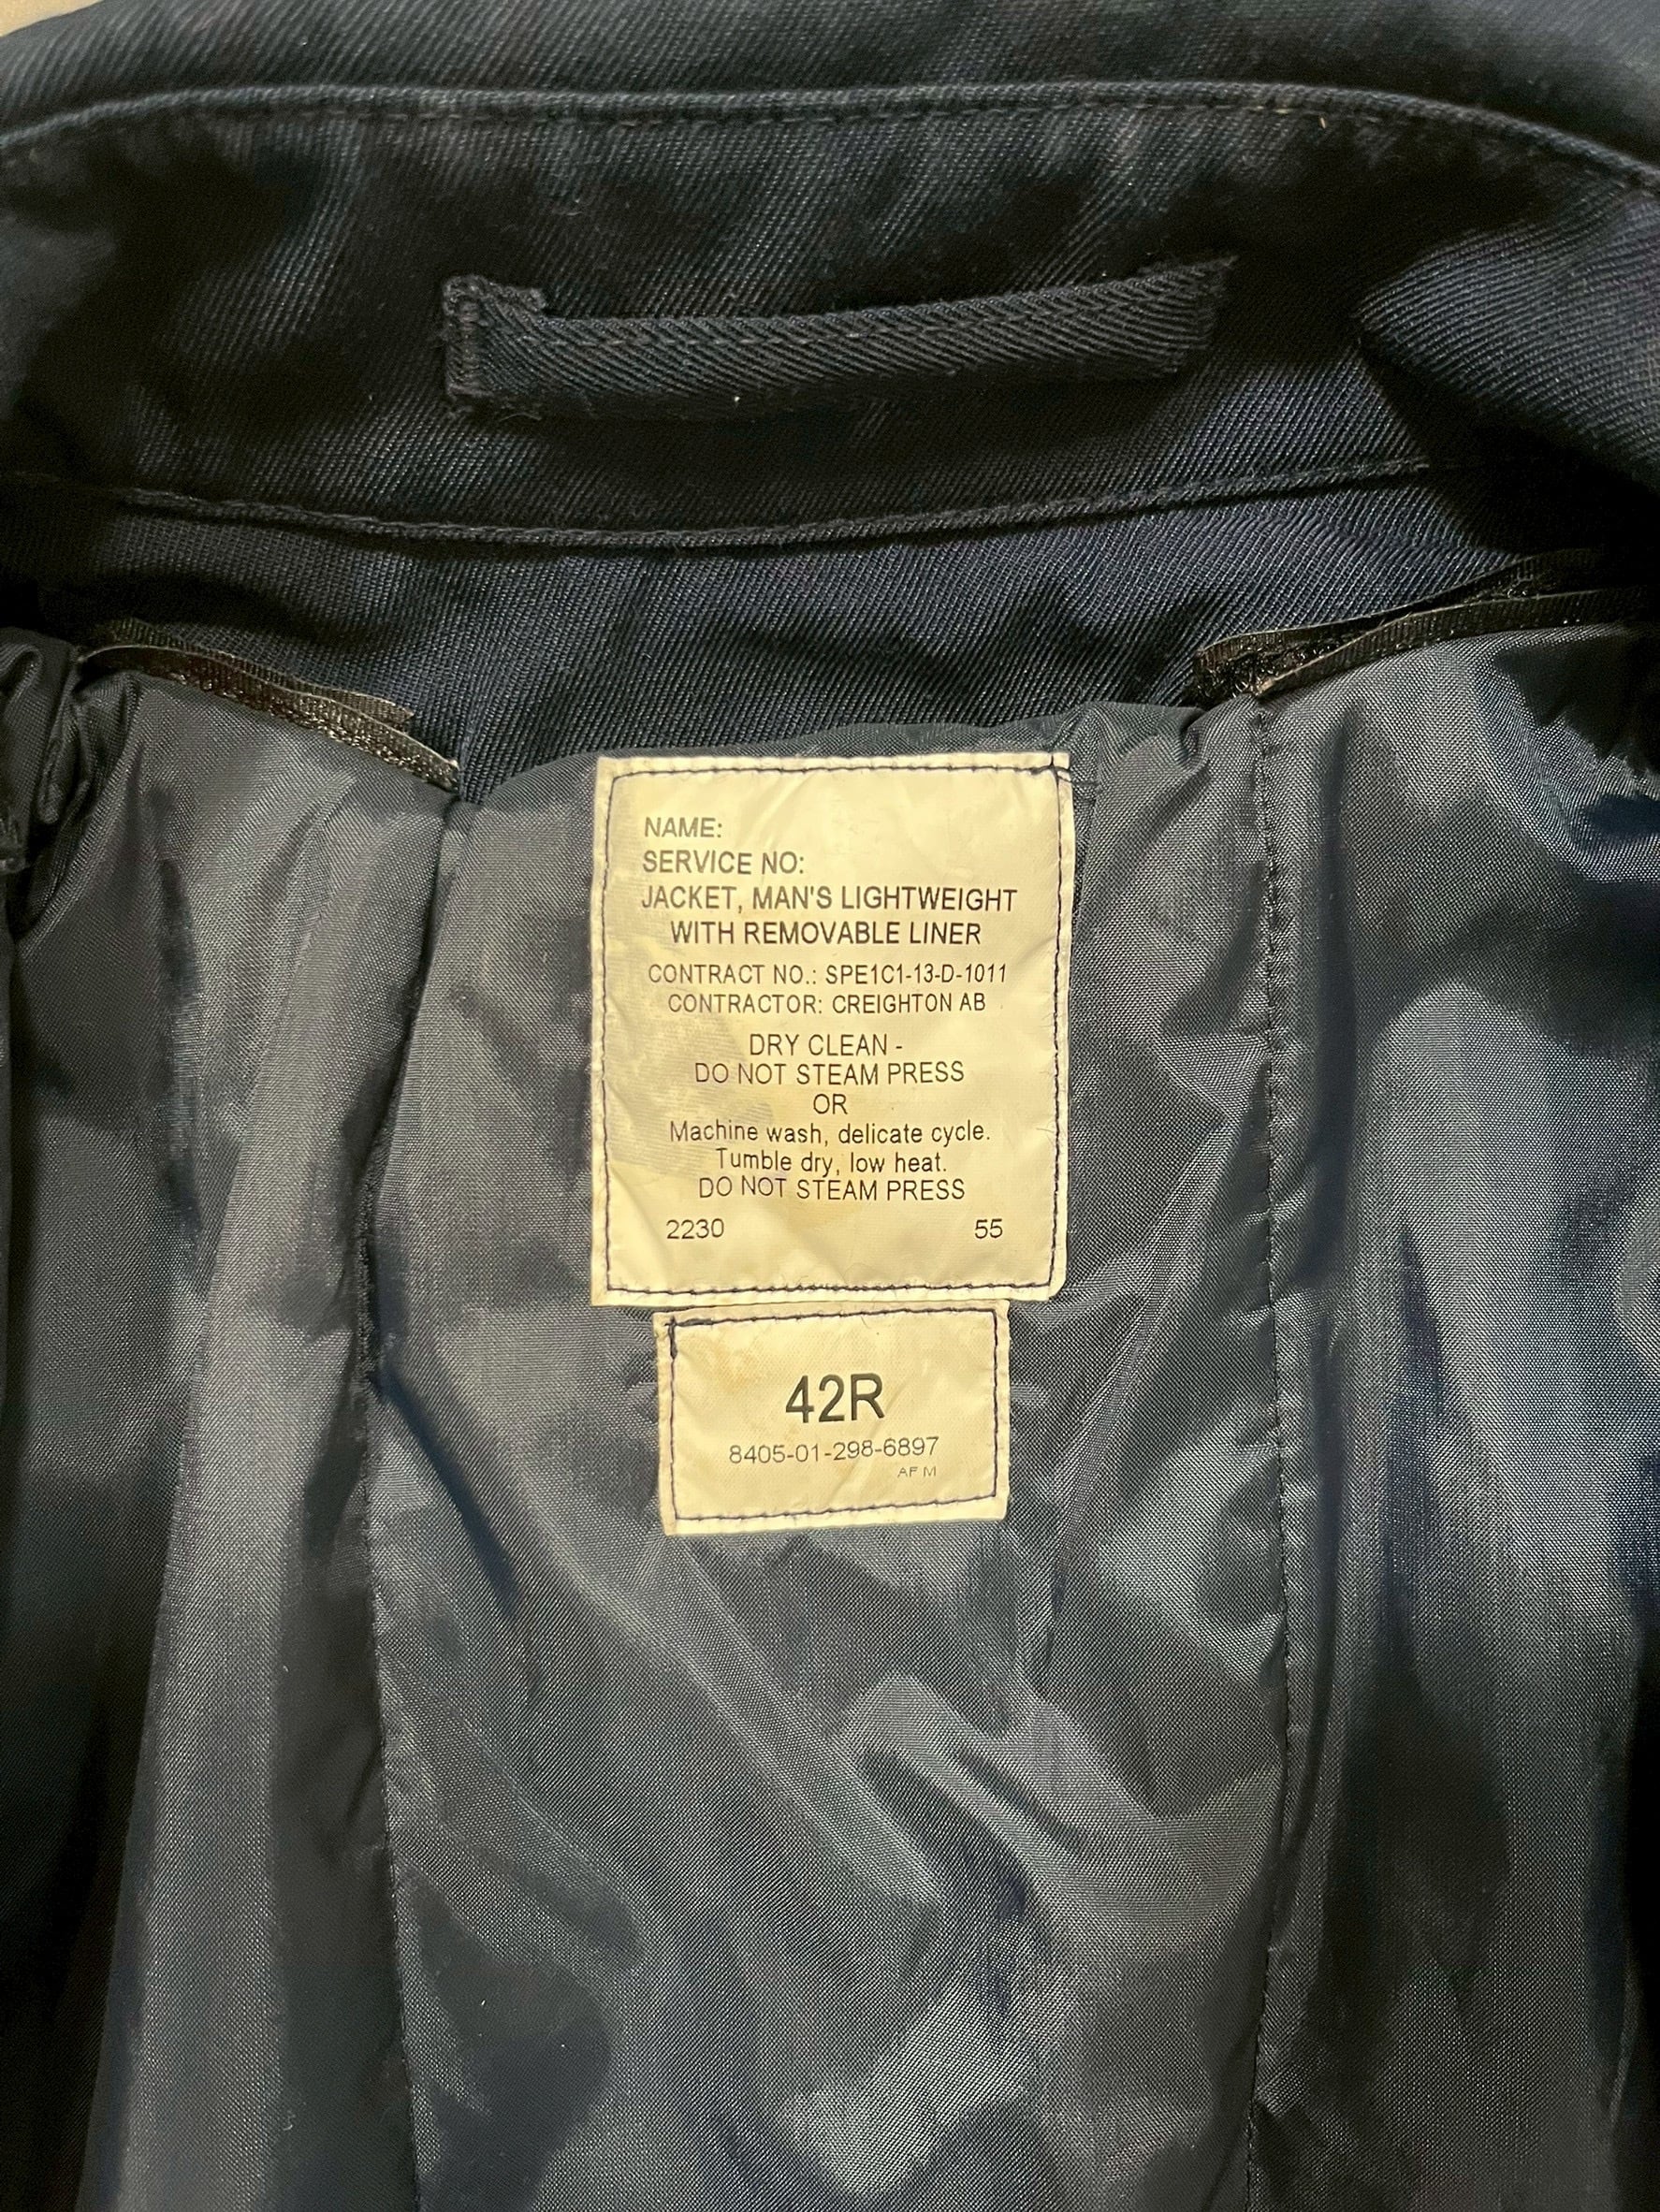 NAME:
SERVICE NO:
JACKET, MAN'S LIGHTWEIGHT
WITH REMOVABLE LINER
CONTRACT NO.: SPE1C1-13-D-1011
CONTRACTOR: CREIGHTON AB
DRY CLEAN -
DO NOT STEAM PRESS
OR
Machine wash, delicate cycle.
Tumble dry, low heat.
DO NOT STEAM PRESS
2230 55
42R
8405-01-298-6897
AF M